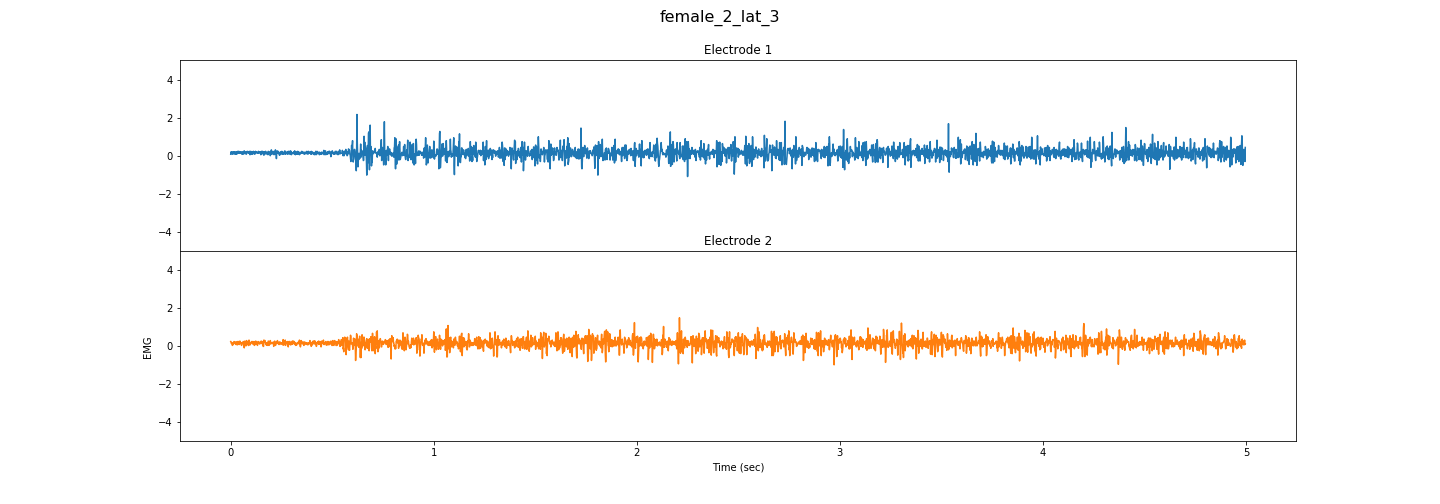 female_2_lat_3
Electrode 1
4
2
0
−2
−4
Electrode 2
4
2
0
−2
−4
EMG
0 1 2 3 4 5
Time (sec)